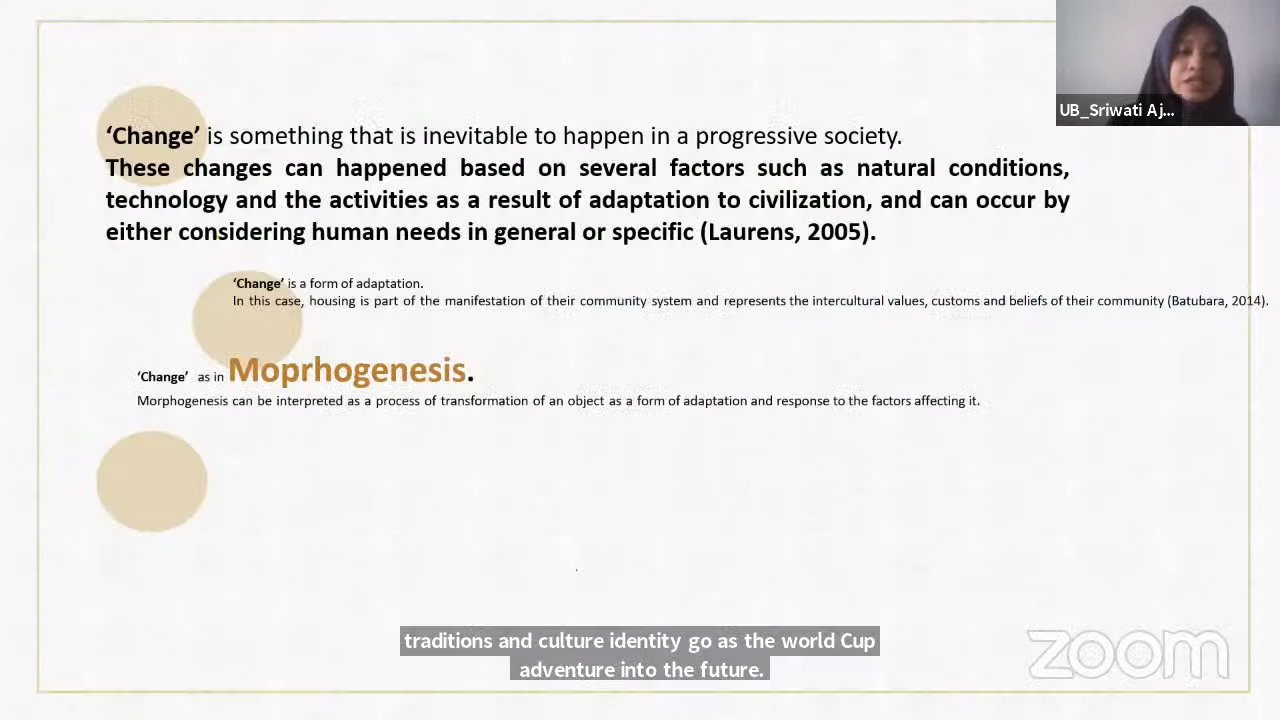 UB_Sriwati Aj...
‘Change’ is something that is inevitable to happen in a progressive society.
These changes can happened based on several factors such as natural conditions,
technology and the activities as a result of adaptation to civilization, and can occur by
either considering human needs in general or specific (Laurens, 2005).
‘Change’ is a form of adaptation.
In this case, housing is part of the manifestation of their community system and represents the intercultural values, customs and beliefs of their community (Batubara, 2014).
‘Change’ as in Moprhogenesis.
Morphogenesis can be interpreted as a process of transformation of an object as a form of adaptation and response to the factors affecting it.
traditions and culture identity go as the world Cup
adventure into the future.
zoom